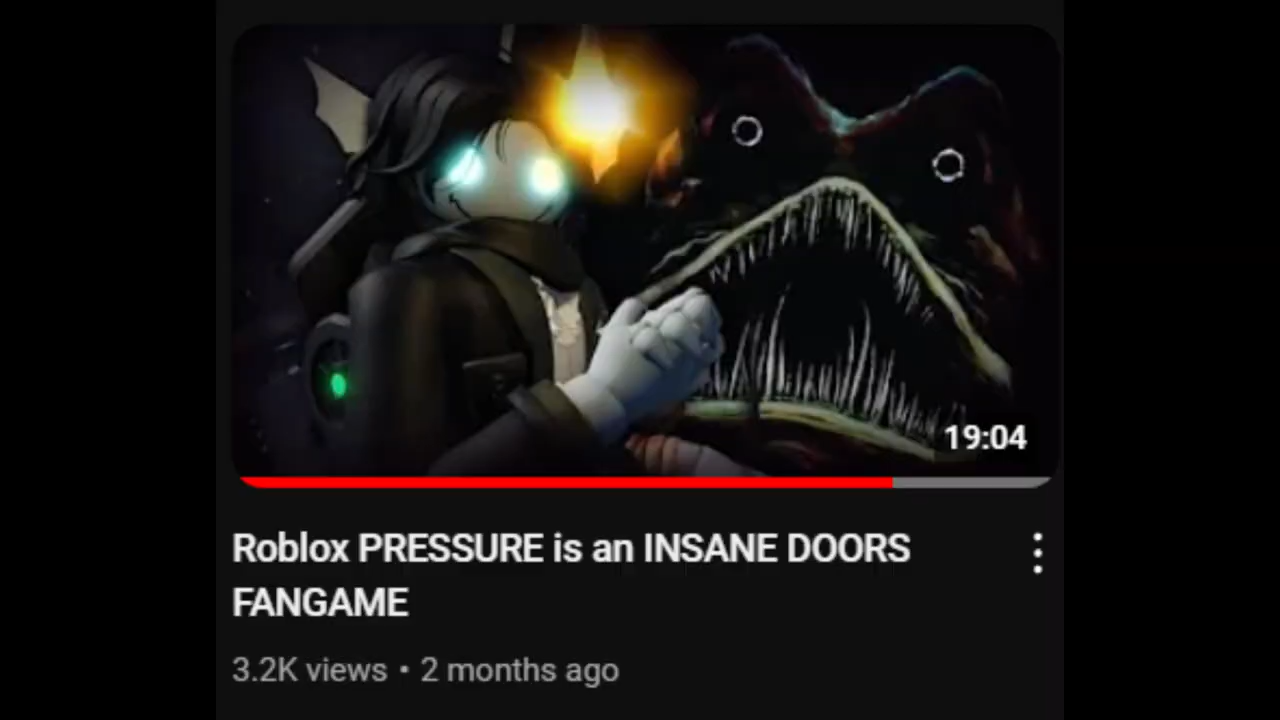 19:04
Roblox PRESSURE is an INSANE DOORS
FANGAME
3.2K views • 2 months ago